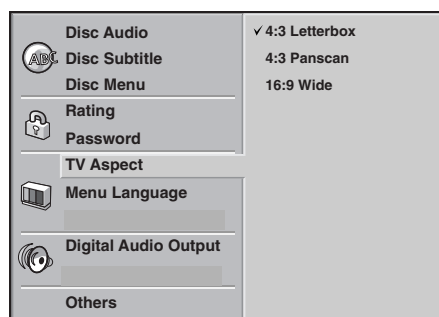 Disc Audio
ABC
Disc Subtitle
Disc Menu
Rating
Password
TV Aspect
Menu Language
Digital Audio Output
Others
✓ 4:3 Letterbox
4:3 Panscan
16:9 Wide